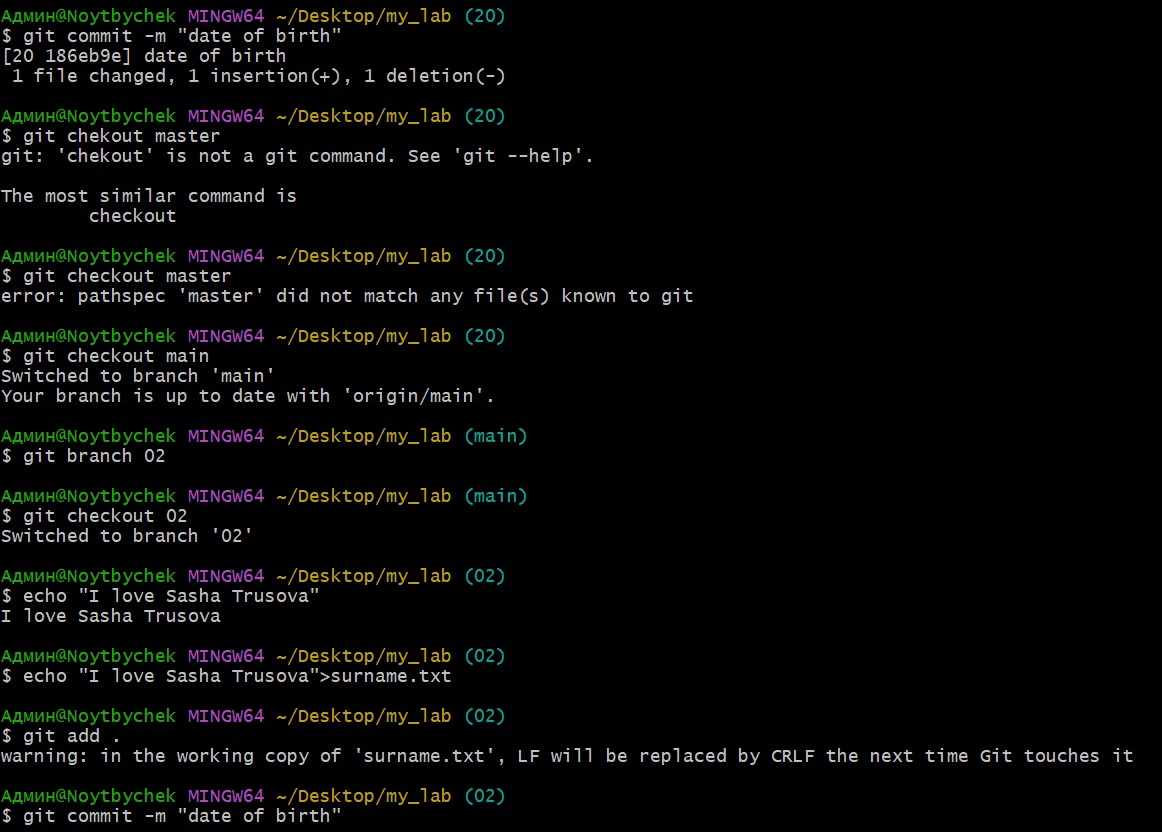 Админ@Noytbychek MINGW64 ~/Desktop/my_lab (20)
$ git commit -m "date of birth"
[20 186eb9e] date of birth
 1 file changed, 1 insertion(+), 1 deletion(-)
Админ@Noytbychek MINGW64 ~/Desktop/my_lab (20)
$ git chekout master
git: 'chekout' is not a git command. See 'git --help'.
The most similar command is
        checkout
Админ@Noytbychek MINGW64 ~/Desktop/my_lab (20)
$ git checkout master
error: pathspec 'master' did not match any file(s) known to git
Админ@Noytbychek MINGW64 ~/Desktop/my_lab (20)
$ git checkout main
Switched to branch 'main'
Your branch is up to date with 'origin/main'.
Админ@Noytbychek MINGW64 ~/Desktop/my_lab (main)
$ git branch 02
Админ@Noytbychek MINGW64 ~/Desktop/my_lab (main)
$ git checkout 02
Switched to branch '02'
Админ@Noytbychek MINGW64 ~/Desktop/my_lab (02)
$ echo "I love Sasha Trusova"
I love Sasha Trusova
Админ@Noytbychek MINGW64 ~/Desktop/my_lab (02)
$ echo "I love Sasha Trusova">surname.txt
Админ@Noytbychek MINGW64 ~/Desktop/my_lab (02)
$ git add .
warning: in the working copy of 'surname.txt', LF will be replaced by CRLF the next time Git touches it
Админ@Noytbychek MINGW64 ~/Desktop/my_lab (02)
$ git commit -m "date of birth"